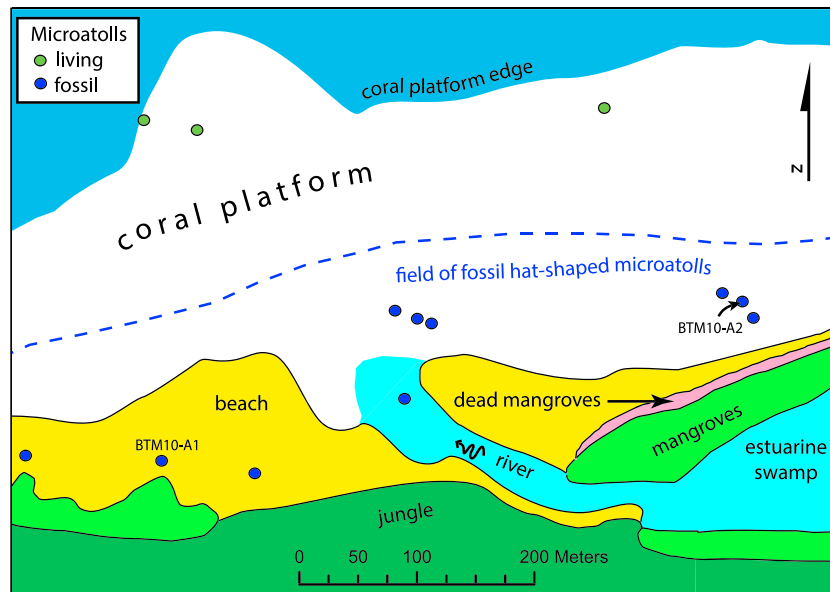 Microatolls
living
fossil
coral platform edge
N
coral platform
field of fossil hat-shaped microatolls
BTM10-A2
beach
dead mangroves
mangroves
BTM10-A1
river
estuarine
swamp
jungle
0 50 100 200 Meters